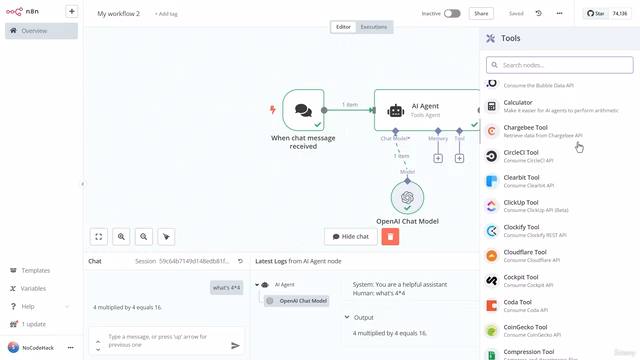 n8n
My workflow 2
+ Add tag
Inactive
Share
Saved
Star
74,136
Overview
Editor
Executions
Tools
Search nodes...
Consume the Bubble Data API
Calculator
Make it easier for AI agents to perform arithmetic
Chargebee Tool
Retrieve data from Chargebee API
CircleCI Tool
Consume CircleCI API
Clearbit Tool
Consume Clearbit API
ClickUp Tool
Consume ClickUp API (Beta)
Clockify Tool
Consume Clockify REST API
Cloudflare Tool
Consume Cloudflare API
Cockpit Tool
Consume Cockpit API
Coda Tool
Consume Coda API
CoinGecko Tool
Consume CoinGecko API
Compression Tool
1 item
AI Agent
Tools Agent
When chat message
received
Chat Model*
Memory
Tool
1 item
Model
OpenAI Chat Model
Hide chat
Chat
Session
59c64b7149d148edb81f...
Latest Logs from AI Agent node
what's 4*4
4 multiplied by 4 equals 16.
Type a message, or press 'up' arrow for
previous one
AI Agent
OpenAI Chat Model
System: You are a helpful assistant
Human: what's 4*4
Output
4 multiplied by 4 equals 16.
Templates
Variables
Help
1 update
NoCodeHack